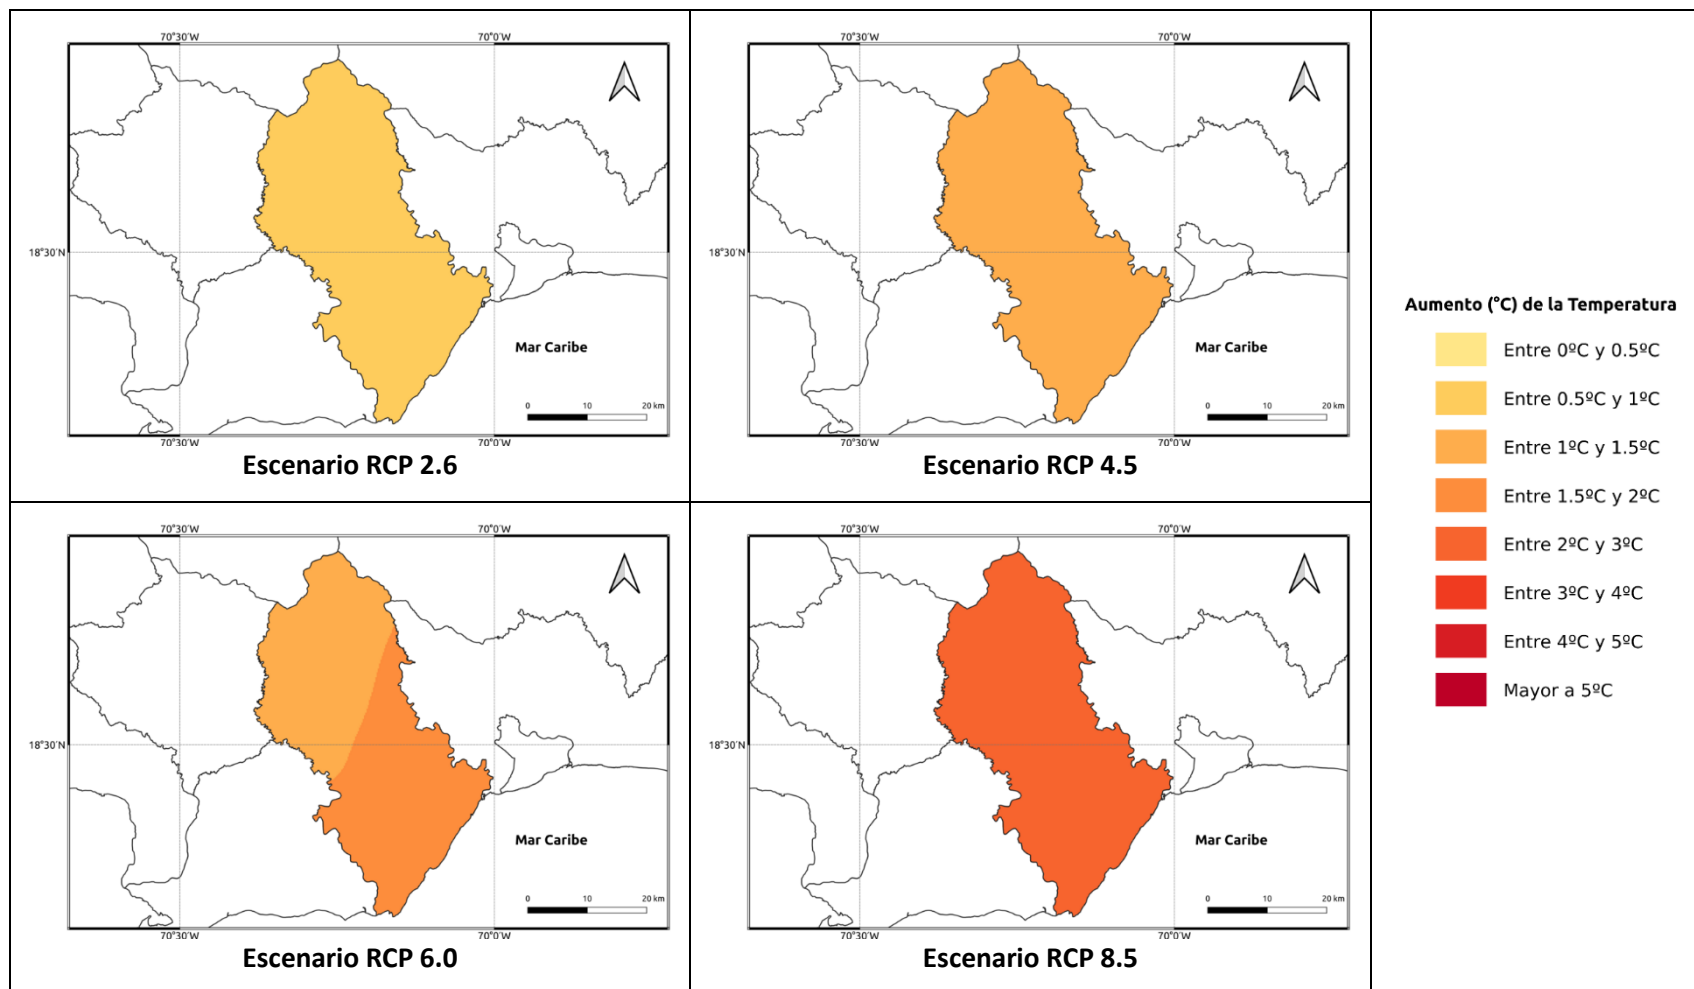 70°30'W 70°0'W
18°30'N
Mar Caribe
0 10 20 km
70°30'W 70°0'W
Escenario RCP 2.6
70°30'W 70°0'W
18°30'N
Mar Caribe
0 10 20 km
70°30'W 70°0'W
Escenario RCP 4.5
70°30'W 70°0'W
18°30'N
Mar Caribe
0 10 20 km
70°30'W 70°0'W
Escenario RCP 6.0
70°30'W 70°0'W
18°30'N
Mar Caribe
0 10 20 km
70°30'W 70°0'W
Escenario RCP 8.5
Aumento (°C) de la Temperatura
Entre 0ºC y 0.5ºC
Entre 0.5ºC y 1ºC
Entre 1ºC y 1.5ºC
Entre 1.5ºC y 2ºC
Entre 2ºC y 3ºC
Entre 3ºC y 4ºC
Entre 4ºC y 5ºC
Mayor a 5ºC